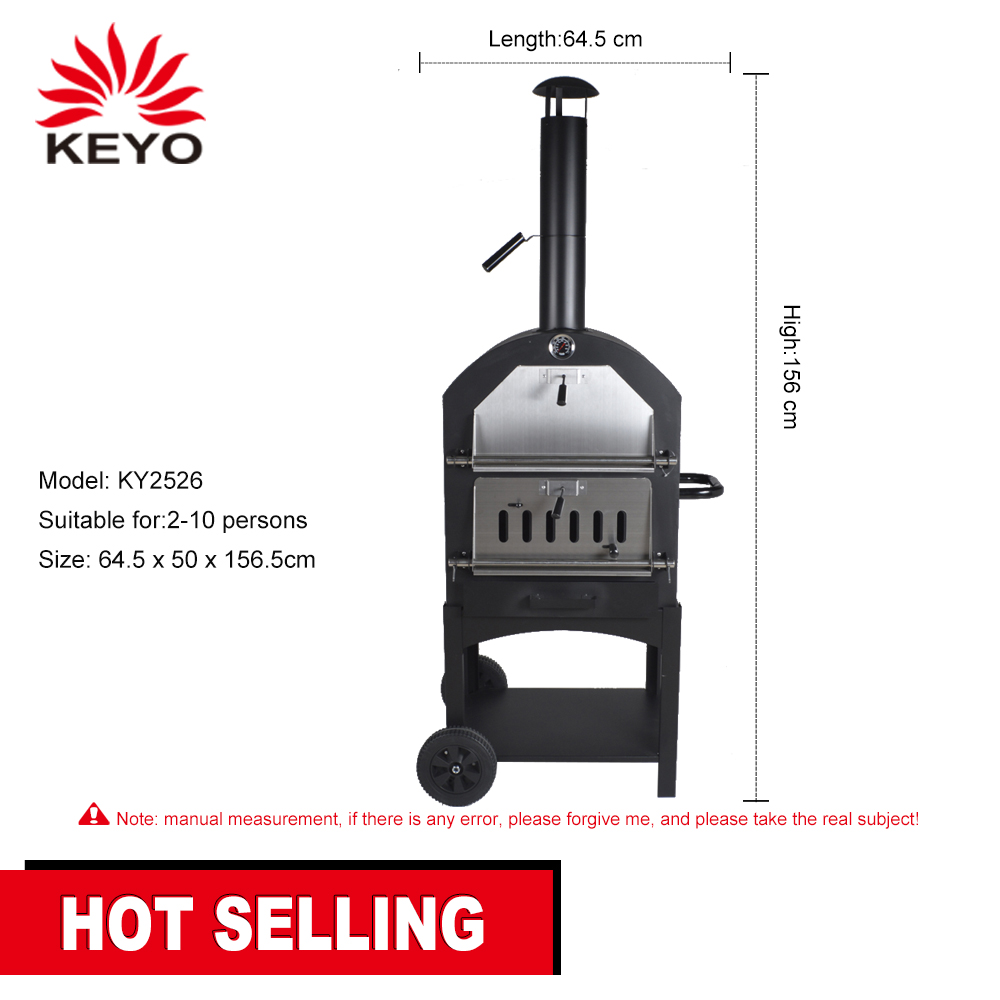 Length:64.5 cm
KEYO
High:156 cm
Model: KY2526
Suitable for:2-10 persons
Size: 64.5 x 50 x 156.5cm
Note: manual measurement, if there is any error, please forgive me, and please take the real subject!
HOT SELLING